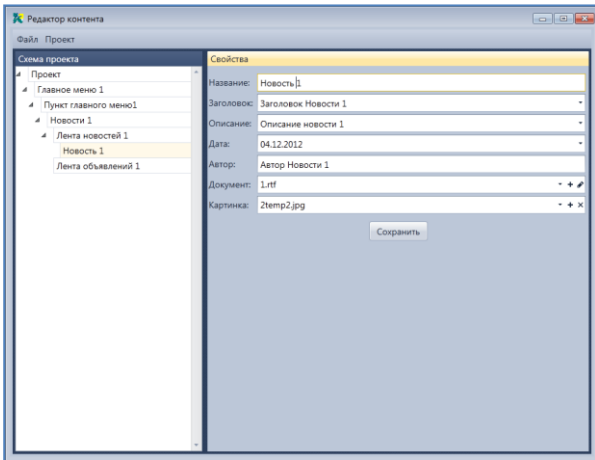 Редактор контента
Файл Проект
Схема проекта
Свойства
Проект
Главное меню 1
Пункт главного меню1
Новости 1
Лента новостей 1
Новость 1
Лента объявлений 1
Название: Новость 1
Заголовок: Заголовок Новости 1
Описание: Описание новости 1
Дата: 04.12.2012
Автор: Автор Новости 1
Документ: 1.rtf
Картинка: 2temp2.jpg
Сохранить